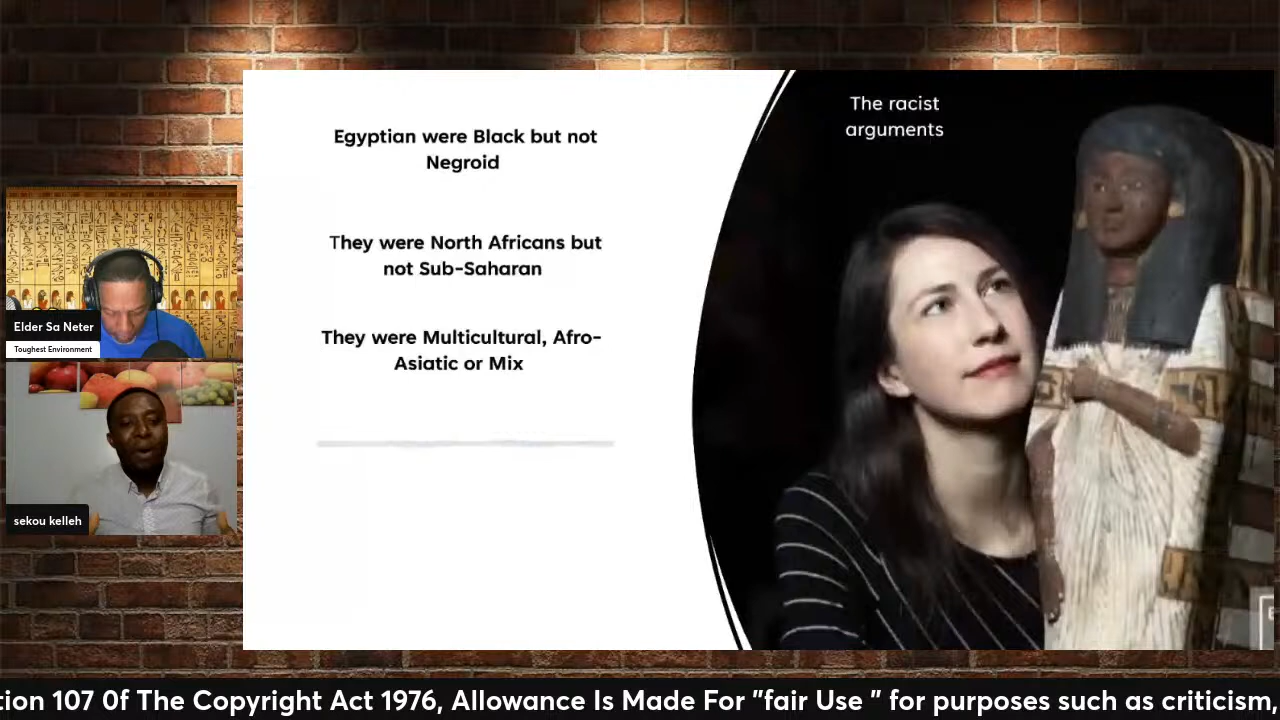 The racist
arguments
Egyptian were Black but not
Negroid
They were North Africans but
not Sub-Saharan
They were Multicultural, Afro-
Asiatic or Mix
Elder Sa Neter
Toughest Environment
sekou kelleh
tion 107 0f The Copyright Act 1976, Allowance Is Made For "fair Use " for purposes such as criticism,